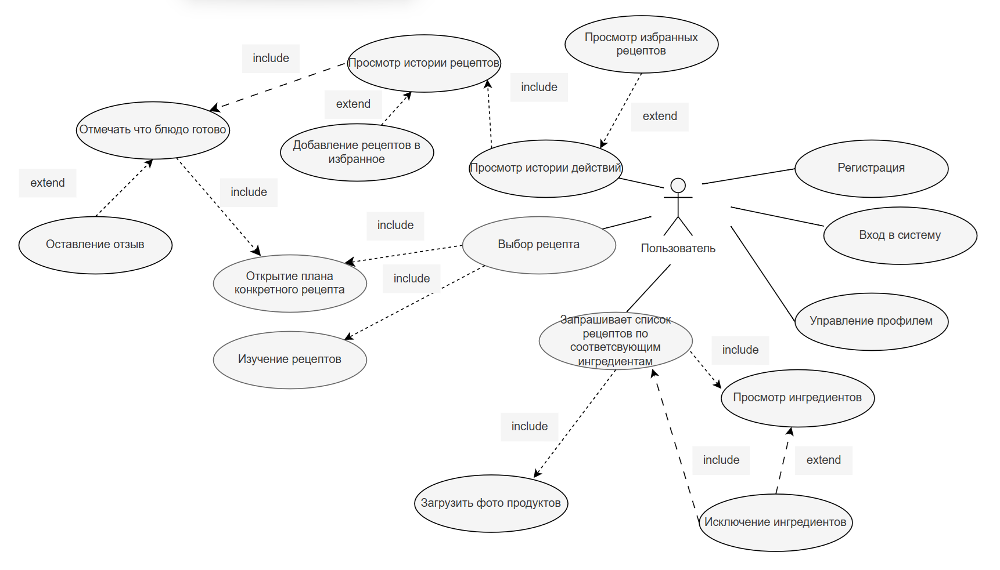 Просмотр избранных
рецептов
include
Просмотр истории рецептов
include
extend
extend
Отмечать что блюдо готово
Добавление рецептов в
избранное
Просмотр истории действий
Регистрация
extend
include
include
Оставление отзыв
Выбор рецепта
Пользователь
Вход в систему
Открытие плана
конкретного рецепта
include
Запрашивает список
рецептов по
соответсвующим
ингредиентам
Управление профилем
Изучение рецептов
include
Просмотр ингредиентов
include
include
extend
Загрузить фото продуктов
Исключение ингредиентов